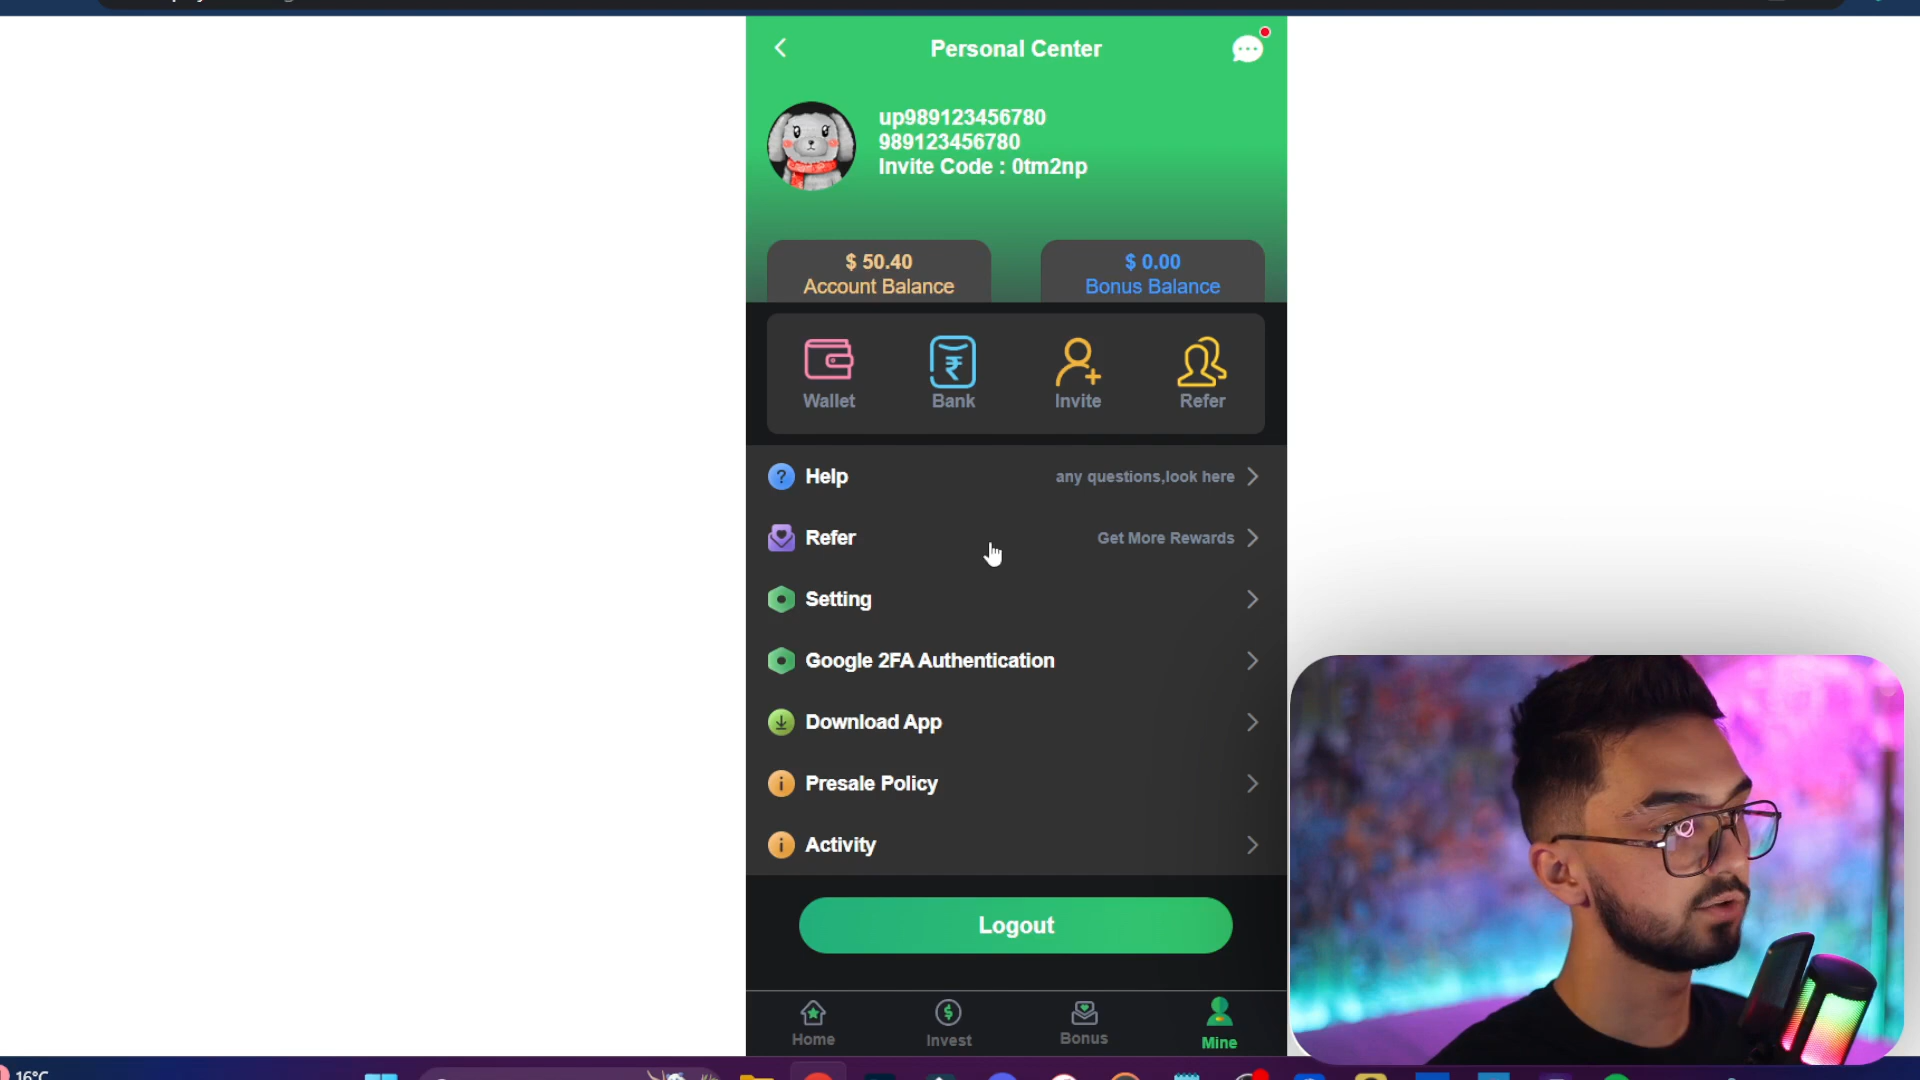 Personal Center
up989123456780
989123456780
Invite Code : 0tm2np
$ 50.40
Account Balance
$ 0.00
Bonus Balance
Wallet
Bank
Invite
Refer
Help
any questions,look here
Refer
Get More Rewards
Setting
Google 2FA Authentication
Download App
Presale Policy
Activity
Logout
Home
Invest
Bonus
Mine
16°C